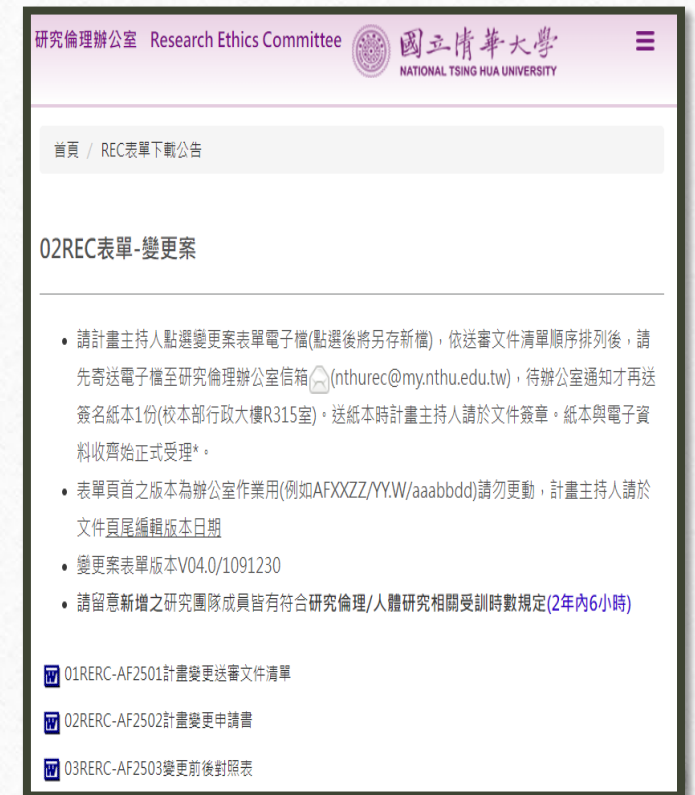 研究倫理辦公室 Research Ethics Committee 國立清華大學
NATIONAL TSING HUA UNIVERSITY
首頁 / REC表單下載公告
02REC表單-變更案
• 請計畫主持人點選變更案表單電子檔(點選後將另存新檔)，依送審文件清單順序排列後，請
先寄送電子檔至研究倫理辦公室信箱(nthurec@my.nthu.edu.tw)，待辦公室通知才再送
簽名紙本1份(校本部行政大樓R315室)。送紙本時計畫主持人請於文件簽章。紙本與電子資
料收齊始正式受理*。
• 表單頁首之版本為辦公室作業用(例如AFXXZZ/YY.W/aaabbdd)請勿更動，計畫主持人請於
文件頁尾編輯版本日期
• 變更案表單版本V04.0/1091230
• 請留意新增之研究團隊成員皆有符合研究倫理/人體研究相關受訓時數規定(2年內6小時)
01RERC-AF2501計畫變更送審文件清單
02RERC-AF2502計畫變更申請書
03RERC-AF2503變更前後對照表